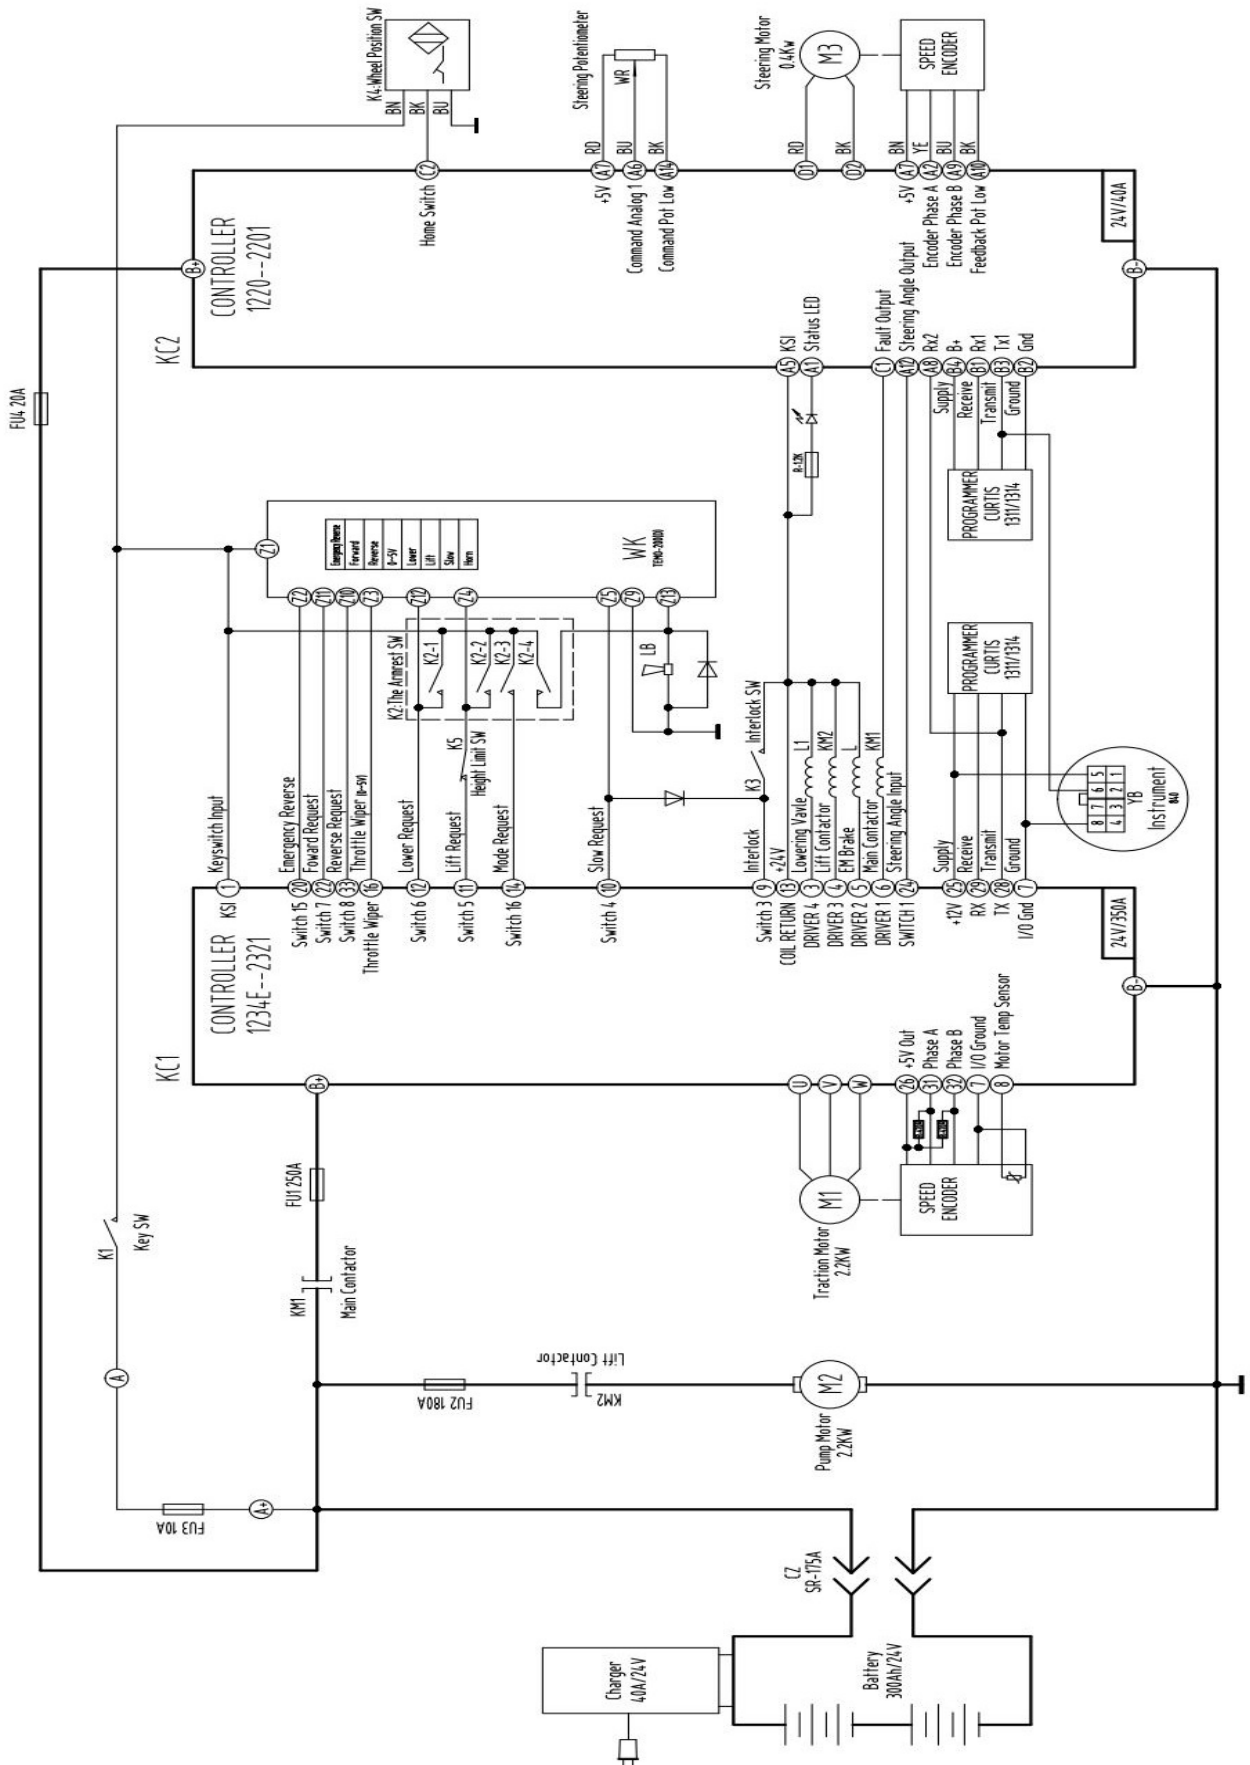 K4:Wheel Position SW
BN
BK
BU
Steering Potentiometer
WR
RD
BU
BK
Steering Motor
0.4Kw
M3
RD
BK
SPEED
ENCODER
BN
YE
BU
BK
C2
A7
A6
A14
D1
D2
A7
A2
A9
A10
Home Switch
+5V
Command Analog 1
Command Pot Low
+5V
Encoder Phase A
Encoder Phase B
Feedback Pot Low
24V/40A
B+
CONTROLLER
1220--2201
KC2
B-
KSI
Status LED
Fault Output
Steering Angle Output
Rx2
B+
Rx1
Tx1
Gnd
A5
A1
C1
A12
A8
B4
B1
B3
B2
FU4 20A
Supply
Receive
Transmit
Ground
PROGRAMMER
CURTIS
1311/1314
Z1
Emergency Reverse
Forward
Reverse
0-5V
Lower
Lift
Slow
Horn
WK
Z2
Z11
Z10
Z3
Z12
Z4
Z5
Z9
Z13
K2:The Armrest SW
K2-1
K2-2
K2-3
K2-4
LB
K5
Height Limit SW
K3
Interlock SW
L1
KM2
L
KM1
PROGRAMMER
CURTIS
1311/1314
8 7 6 5
4 3 2 1
YB
Instrument
840
Keyswitch Input
Emergency Reverse
Foward Request
Reverse Request
Throttle Wiper (0-5V)
Lower Request
Lift Request
Mode Request
Slow Request
Interlock
+24V
Lowering Vavle
Lift Contactor
EM Brake
Main Contactor
Steering Angle Input
Supply
Receive
Transmit
Ground
1
20
22
33
16
12
11
14
10
9
13
3
4
5
6
24
25
29
28
7
KSI
Switch 15
Switch 7
Switch 8
Throttle Wiper
Switch 6
Switch 5
Switch 16
Switch 4
Switch 3
COIL RETURN
DRIVER 4
DRIVER 3
DRIVER 2
DRIVER 1
SWITCH 1
+12V
RX
TX
I/O Gnd
24V/350A
CONTROLLER
1234E--2321
KC1
B-
+5V Out
Phase A
Phase B
I/O Ground
Motor Temp Sensor
B+
U
V
W
26
31
32
7
8
FU1 250A
M1
Traction Motor
2.2KW
SPEED
ENCODER
K1
Key SW
KM1
Main Contactor
A
FU2 180A
KM2
Lift Contactor
M2
Pump Motor
2.2KW
FU3 10A
A+
CZ
SR-175A
Charger
40A/24V
Battery
300Ah/24V